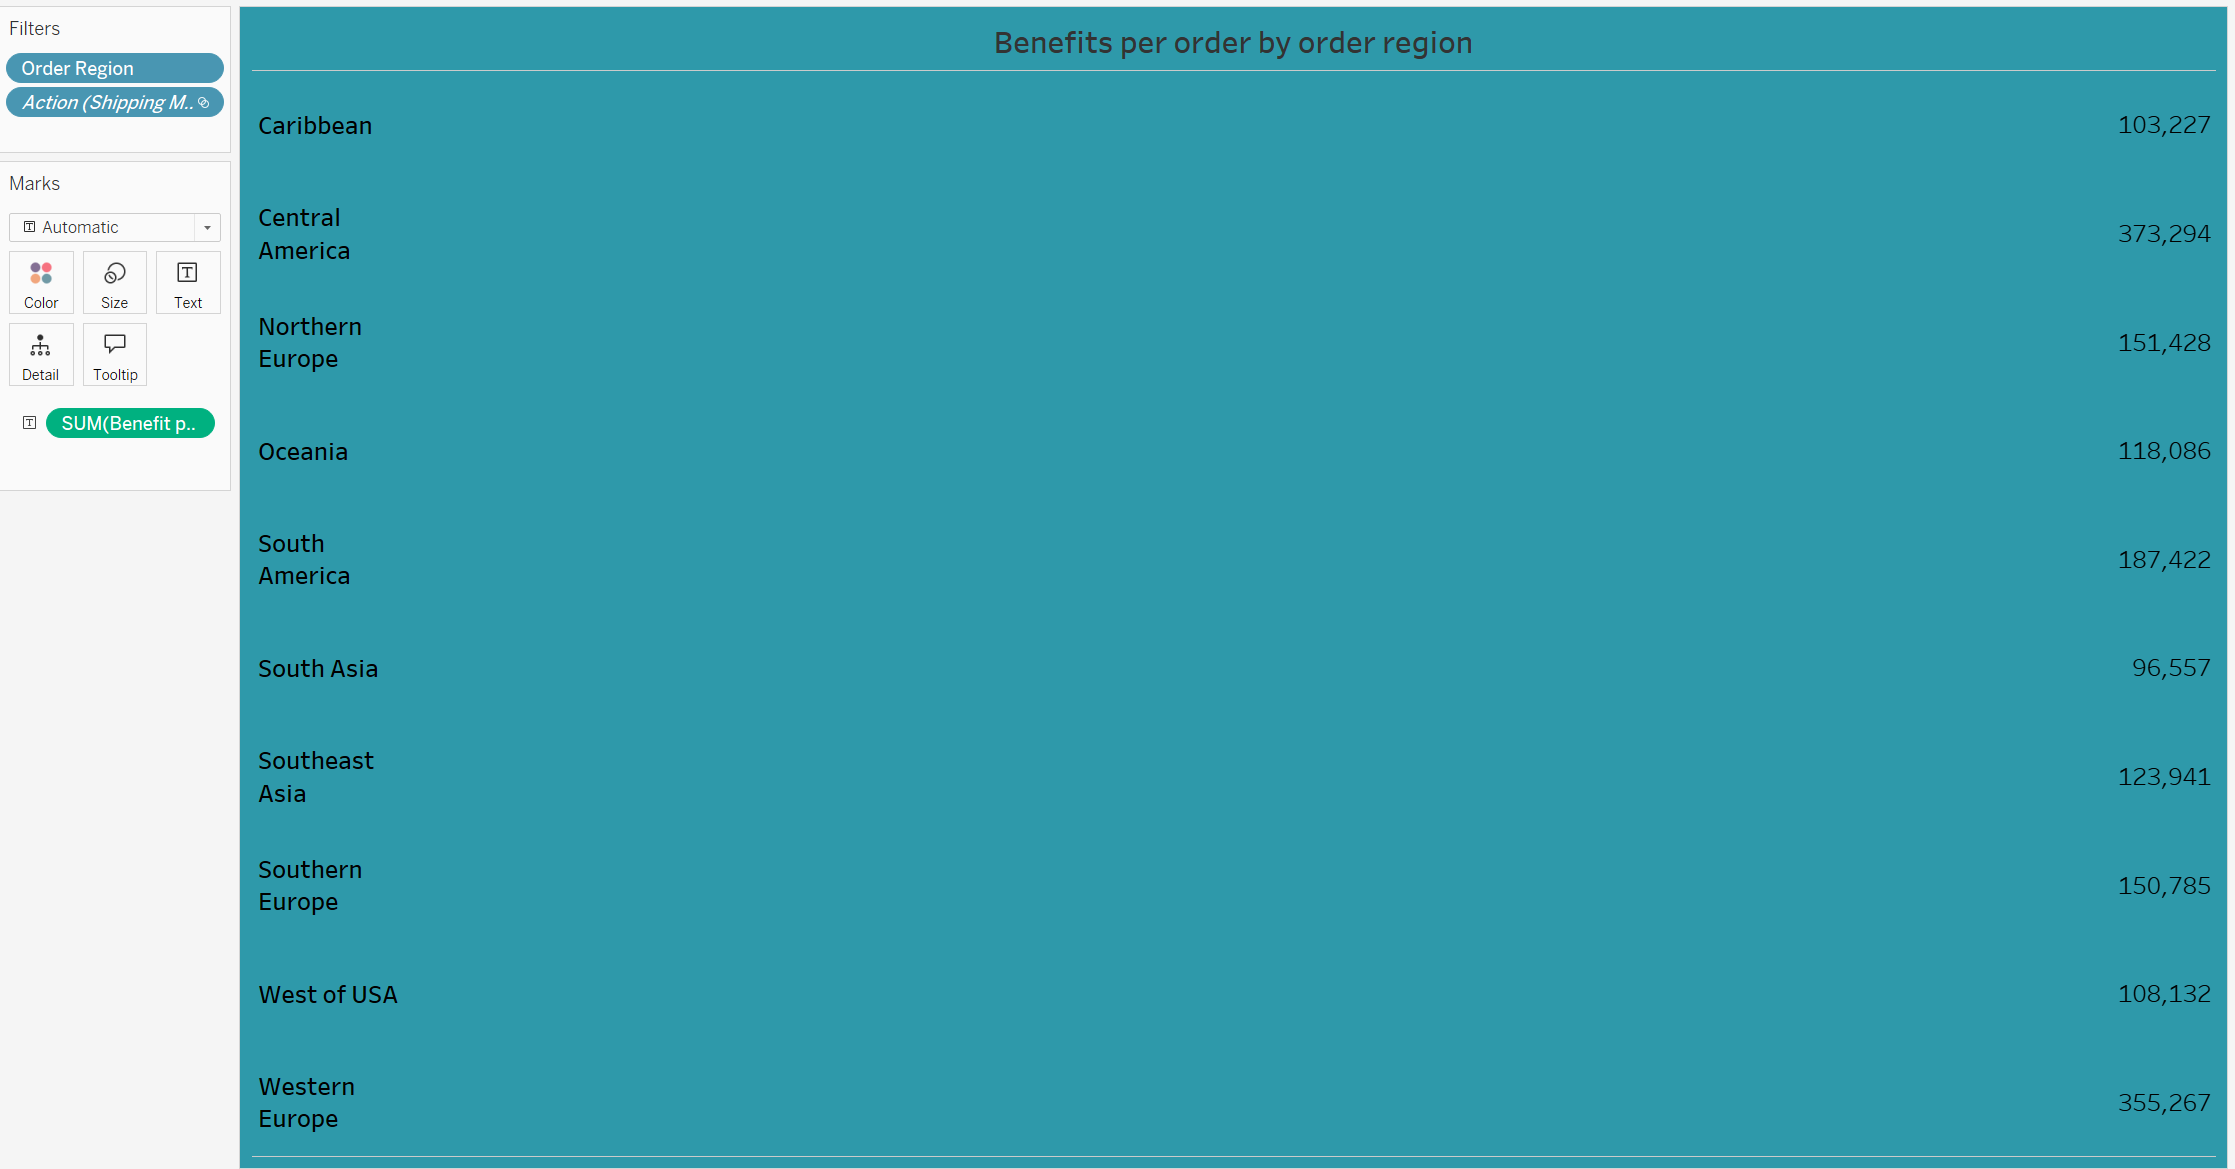 Filters
Order Region
Action (Shipping M..
Marks
Automatic
Color
Size
Text
Detail
Tooltip
SUM(Benefit p..
Benefits per order by order region
Caribbean 103,227
Central
America 373,294
Northern
Europe 151,428
Oceania 118,086
South
America 187,422
South Asia 96,557
Southeast
Asia 123,941
Southern
Europe 150,785
West of USA 108,132
Western
Europe 355,267